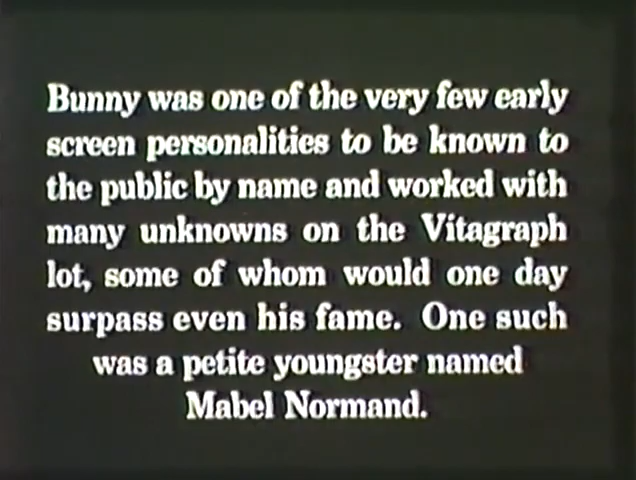 Bunny was one of the very few early
screen personalities to be known to
the public by name and worked with
many unknowns on the Vitagraph
lot, some of whom would one day
surpass even his fame. One such
was a petite youngster named
Mabel Normand.